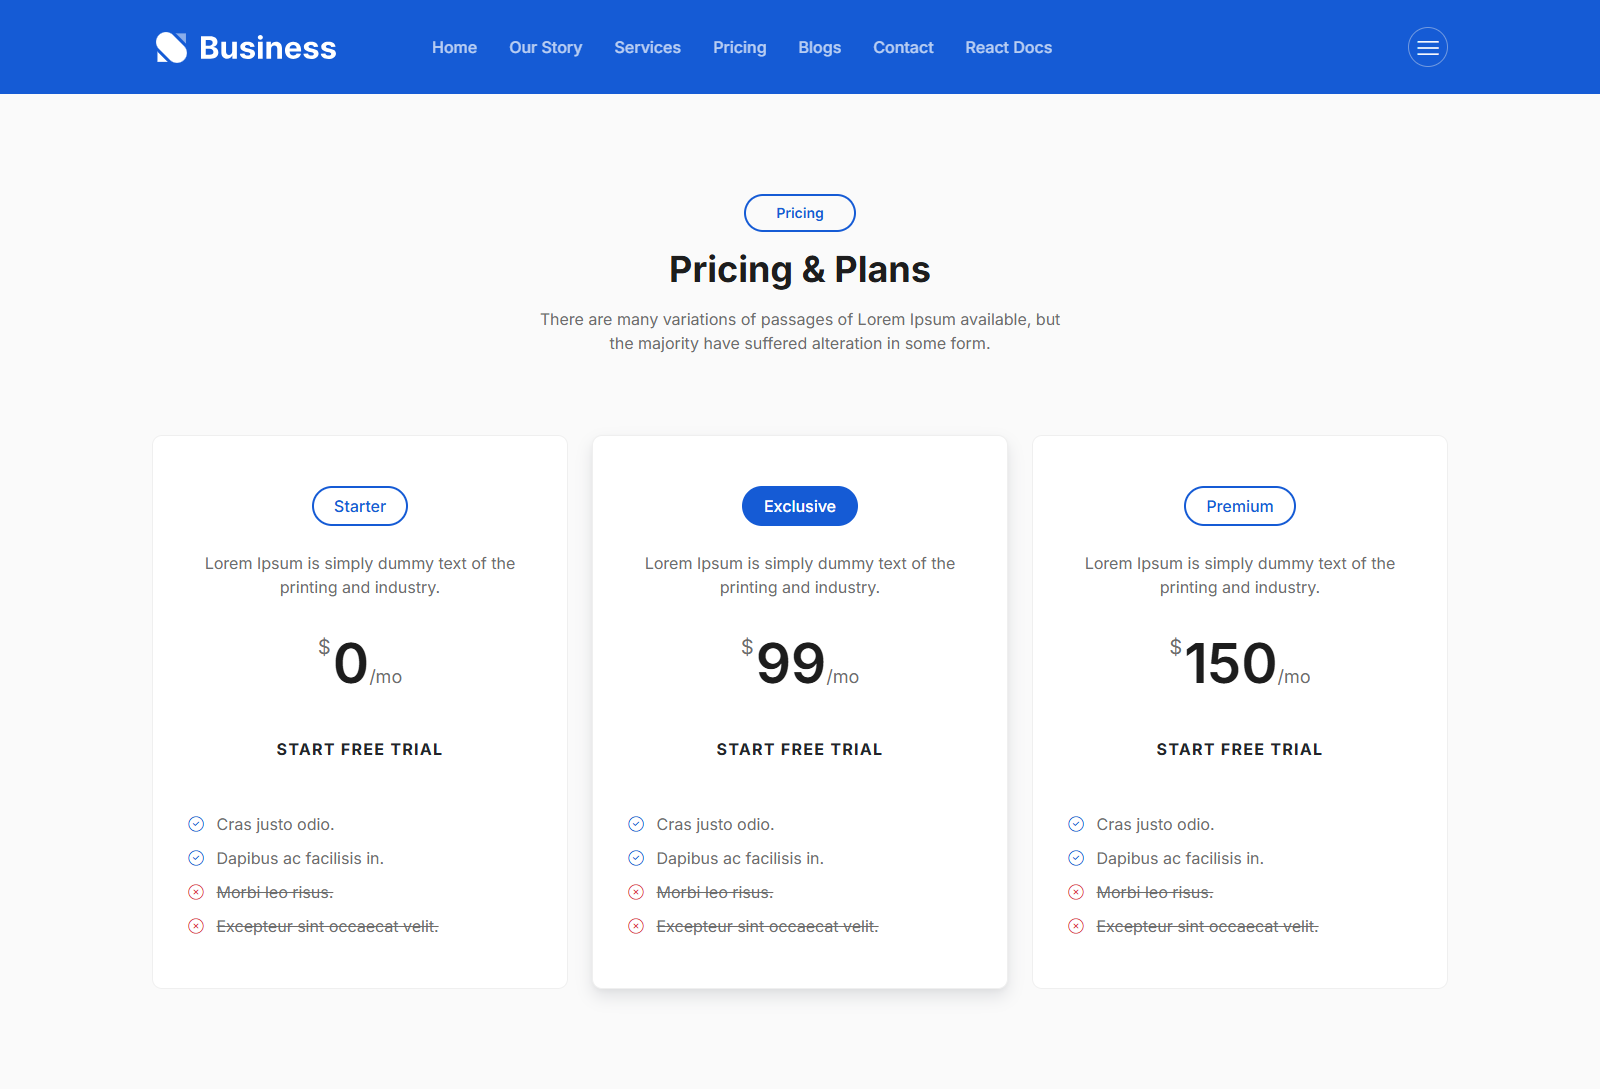 Business
Home Our Story Services Pricing Blogs Contact React Docs
Pricing
Pricing & Plans
There are many variations of passages of Lorem Ipsum available, but
the majority have suffered alteration in some form.
Starter
Lorem Ipsum is simply dummy text of the
printing and industry.
$0/mo
START FREE TRIAL
Cras justo odio.
Dapibus ac facilisis in.
Morbi leo risus.
Excepteur sint occaecat velit.
Exclusive
Lorem Ipsum is simply dummy text of the
printing and industry.
$99/mo
START FREE TRIAL
Cras justo odio.
Dapibus ac facilisis in.
Morbi leo risus.
Excepteur sint occaecat velit.
Premium
Lorem Ipsum is simply dummy text of the
printing and industry.
$150/mo
START FREE TRIAL
Cras justo odio.
Dapibus ac facilisis in.
Morbi leo risus.
Excepteur sint occaecat velit.